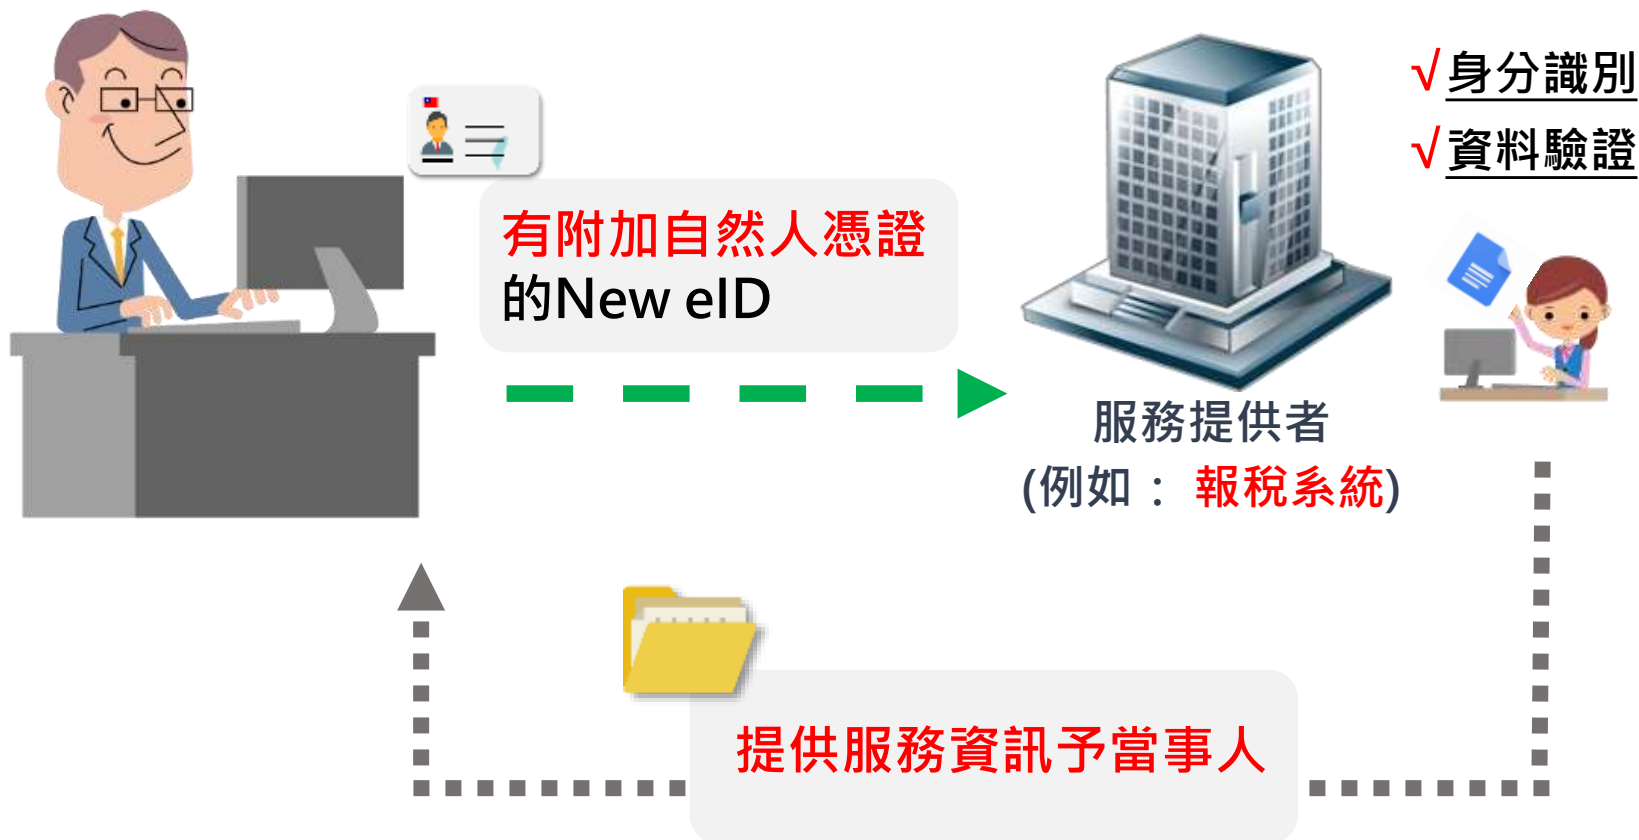 √身分識別
√資料驗證
有附加自然人憑證
的New eID
服務提供者
(例如：報稅系統)
提供服務資訊予當事人